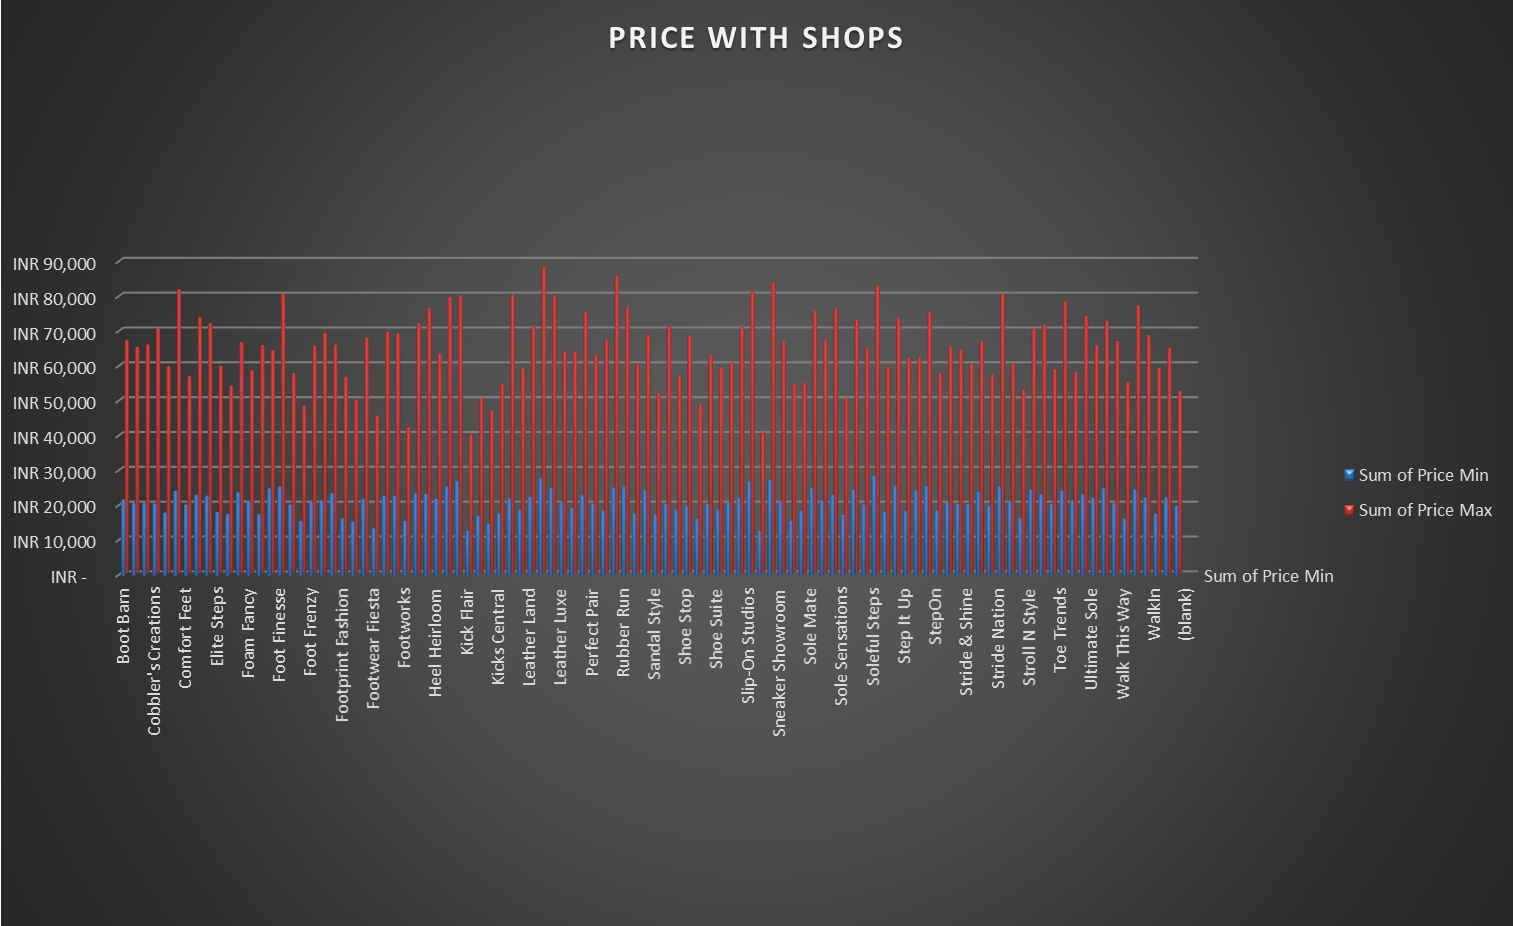 PRICE WITH SHOPS
INR 90,000
INR 80,000
INR 70,000
INR 60,000
INR 50,000
INR 40,000
INR 30,000
INR 20,000
INR 10,000
INR -
Sum of Price Min
Sum of Price Max
Sum of Price Min
Boot Barn
Cobbler's Creations
Comfort Feet
Elite Steps
Foam Fancy
Foot Finesse
Foot Frenzy
Footprint Fashion
Footwear Fiesta
Footworks
Heel Heirloom
Kick Flair
Kicks Central
Leather Land
Leather Luxe
Perfect Pair
Rubber Run
Sandal Style
Shoe Stop
Shoe Suite
Slip-On Studios
Sneaker Showroom
Sole Mate
Sole Sensations
Soleful Steps
Step It Up
StepOn
Stride & Shine
Stride Nation
Stroll N Style
Toe Trends
Ultimate Sole
Walk This Way
WalkIn
(blank)